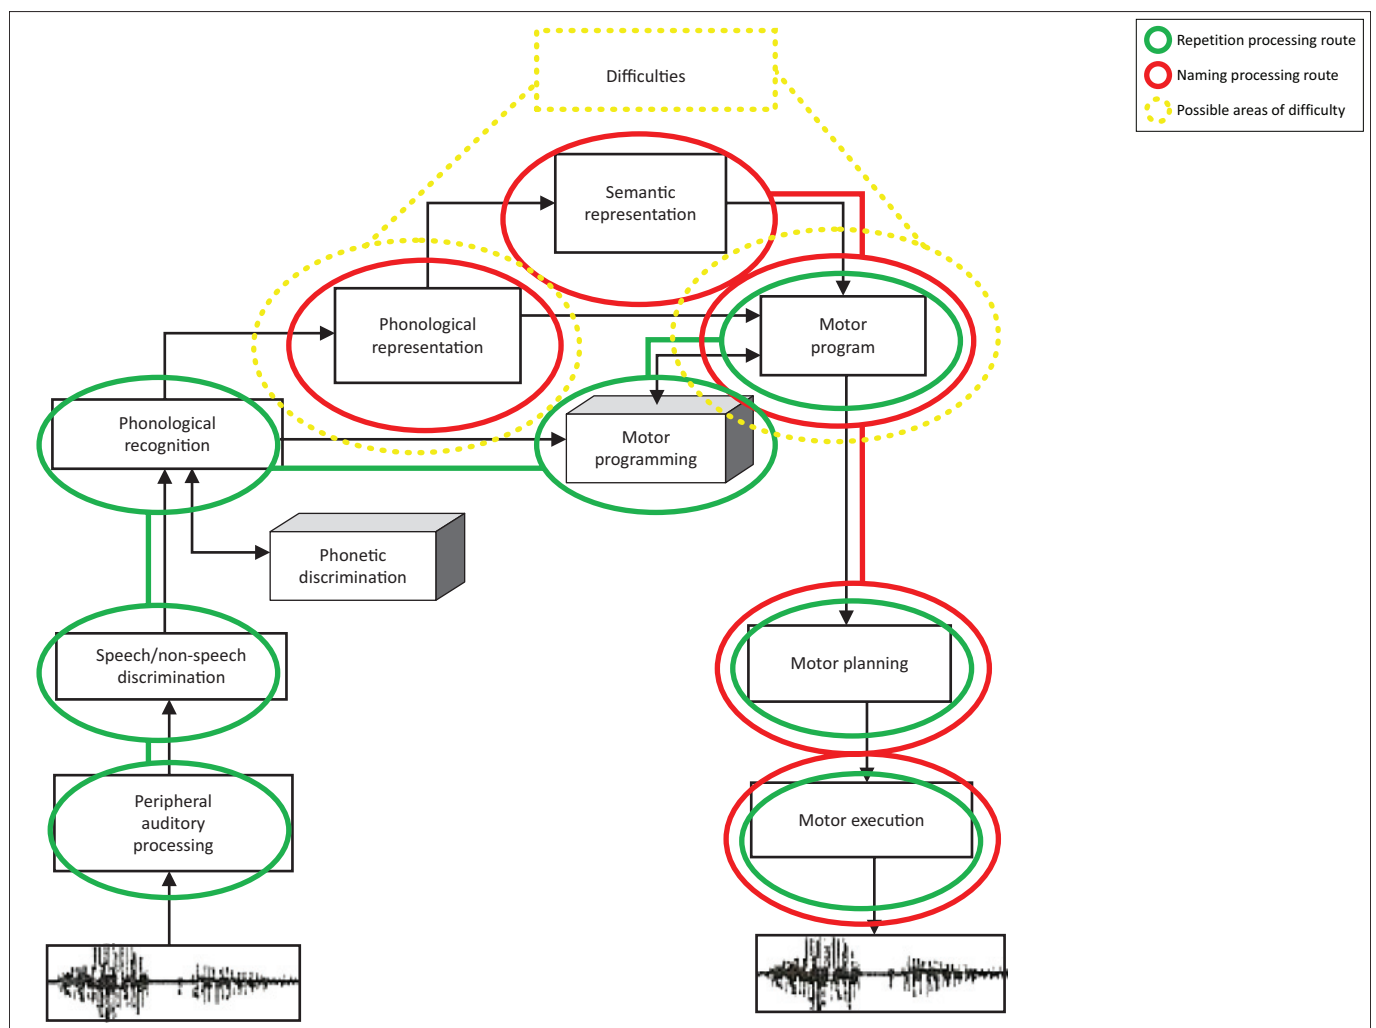 Difficulties
Repetition processing route
Naming processing route
Possible areas of difficulty
Semantic
representation
Phonological
representation
Motor
program
Phonological
recognition
Motor
programming
Phonetic
discrimination
Speech/non-speech
discrimination
Motor planning
Peripheral
auditory
processing
Motor execution